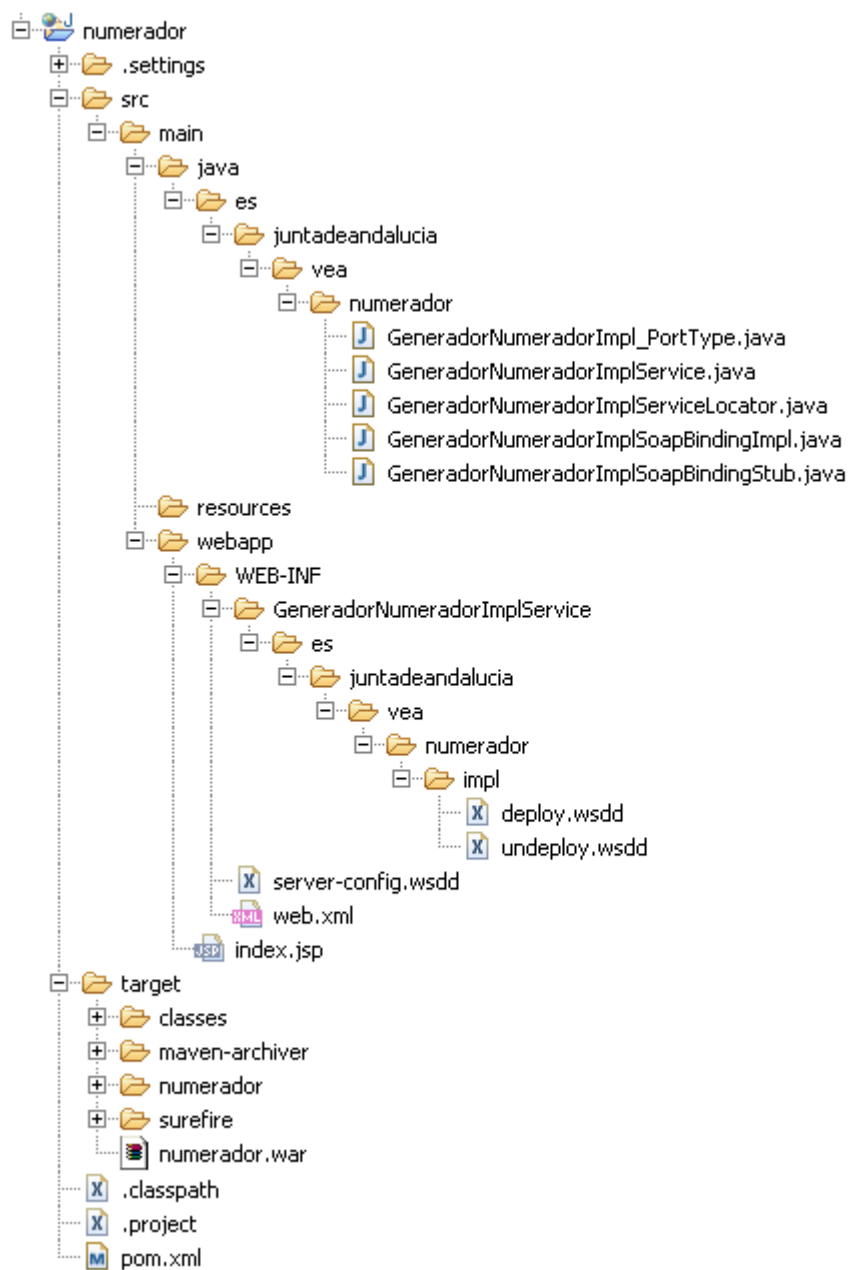 numerador
.settings
src
main
java
es
juntadeandalucia
vea
numerador
GeneradorNumeradorImpl_PortType.java
GeneradorNumeradorImplService.java
GeneradorNumeradorImplServiceLocator.java
GeneradorNumeradorImplSoapBindingImpl.java
GeneradorNumeradorImplSoapBindingStub.java
resources
webapp
WEB-INF
GeneradorNumeradorImplService
es
juntadeandalucia
vea
numerador
impl
deploy.wsdd
undeploy.wsdd
server-config.wsdd
web.xml
index.jsp
target
classes
maven-archiver
numerador
surefire
numerador.war
.classpath
.project
pom.xml